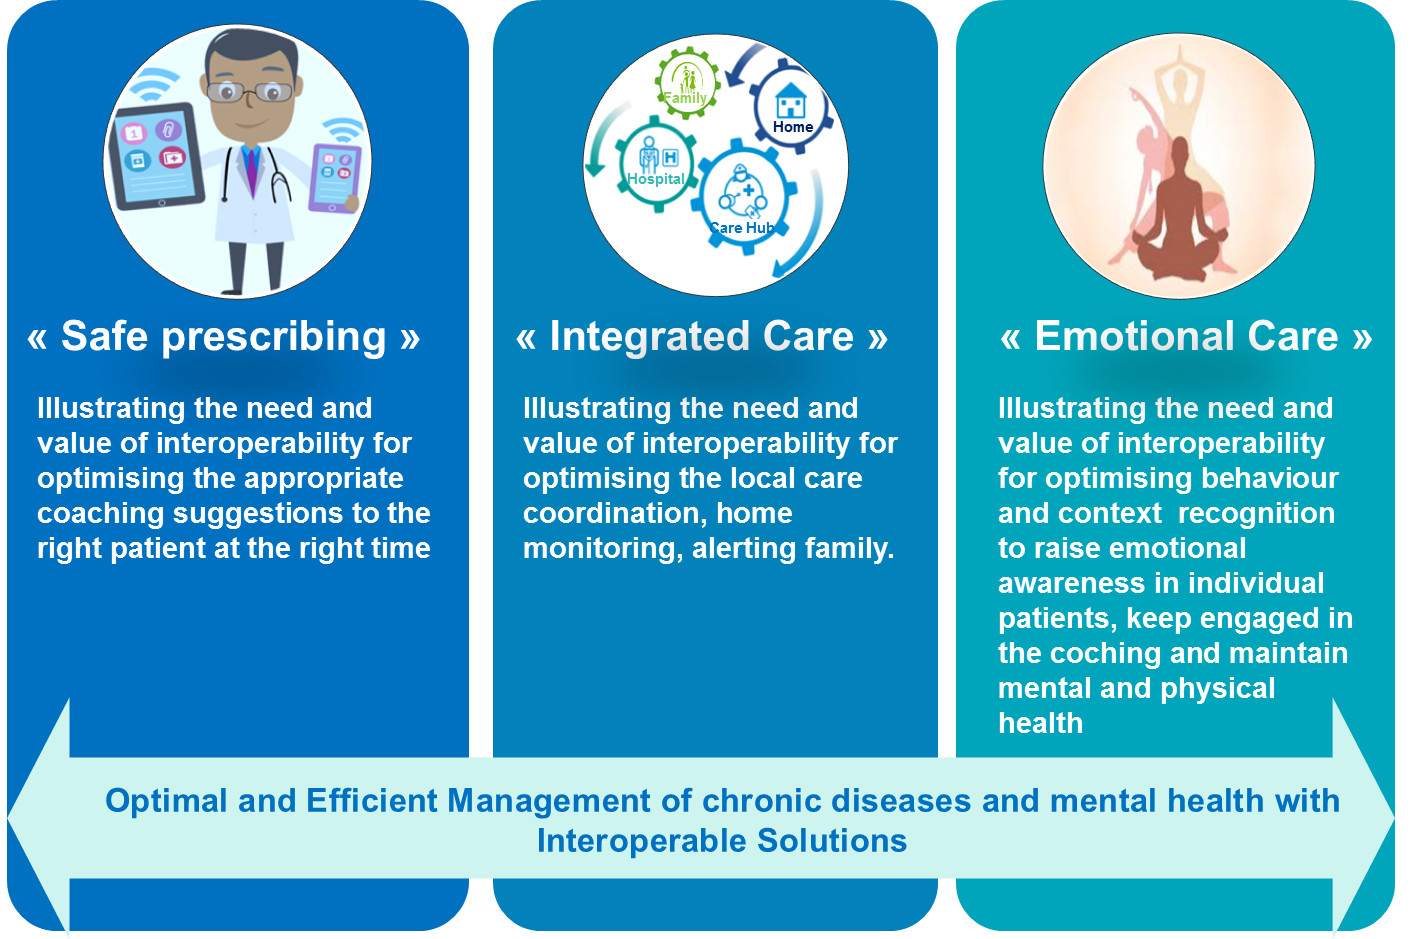 Family
Home
Hospital
Care Hub
« Safe prescribing »
Illustrating the need and
value of interoperability for
optimising the appropriate
coaching suggestions to the
right patient at the right time
« Integrated Care »
Illustrating the need and
value of interoperability for
optimising the local care
coordination, home
monitoring, alerting family.
« Emotional Care »
Illustrating the need and
value of interoperability
for optimising behaviour
and context  recognition
to raise emotional
awareness in individual
patients, keep engaged in
the coching and maintain
mental and physical
health
Optimal and Efficient Management of chronic diseases and mental health with
Interoperable Solutions